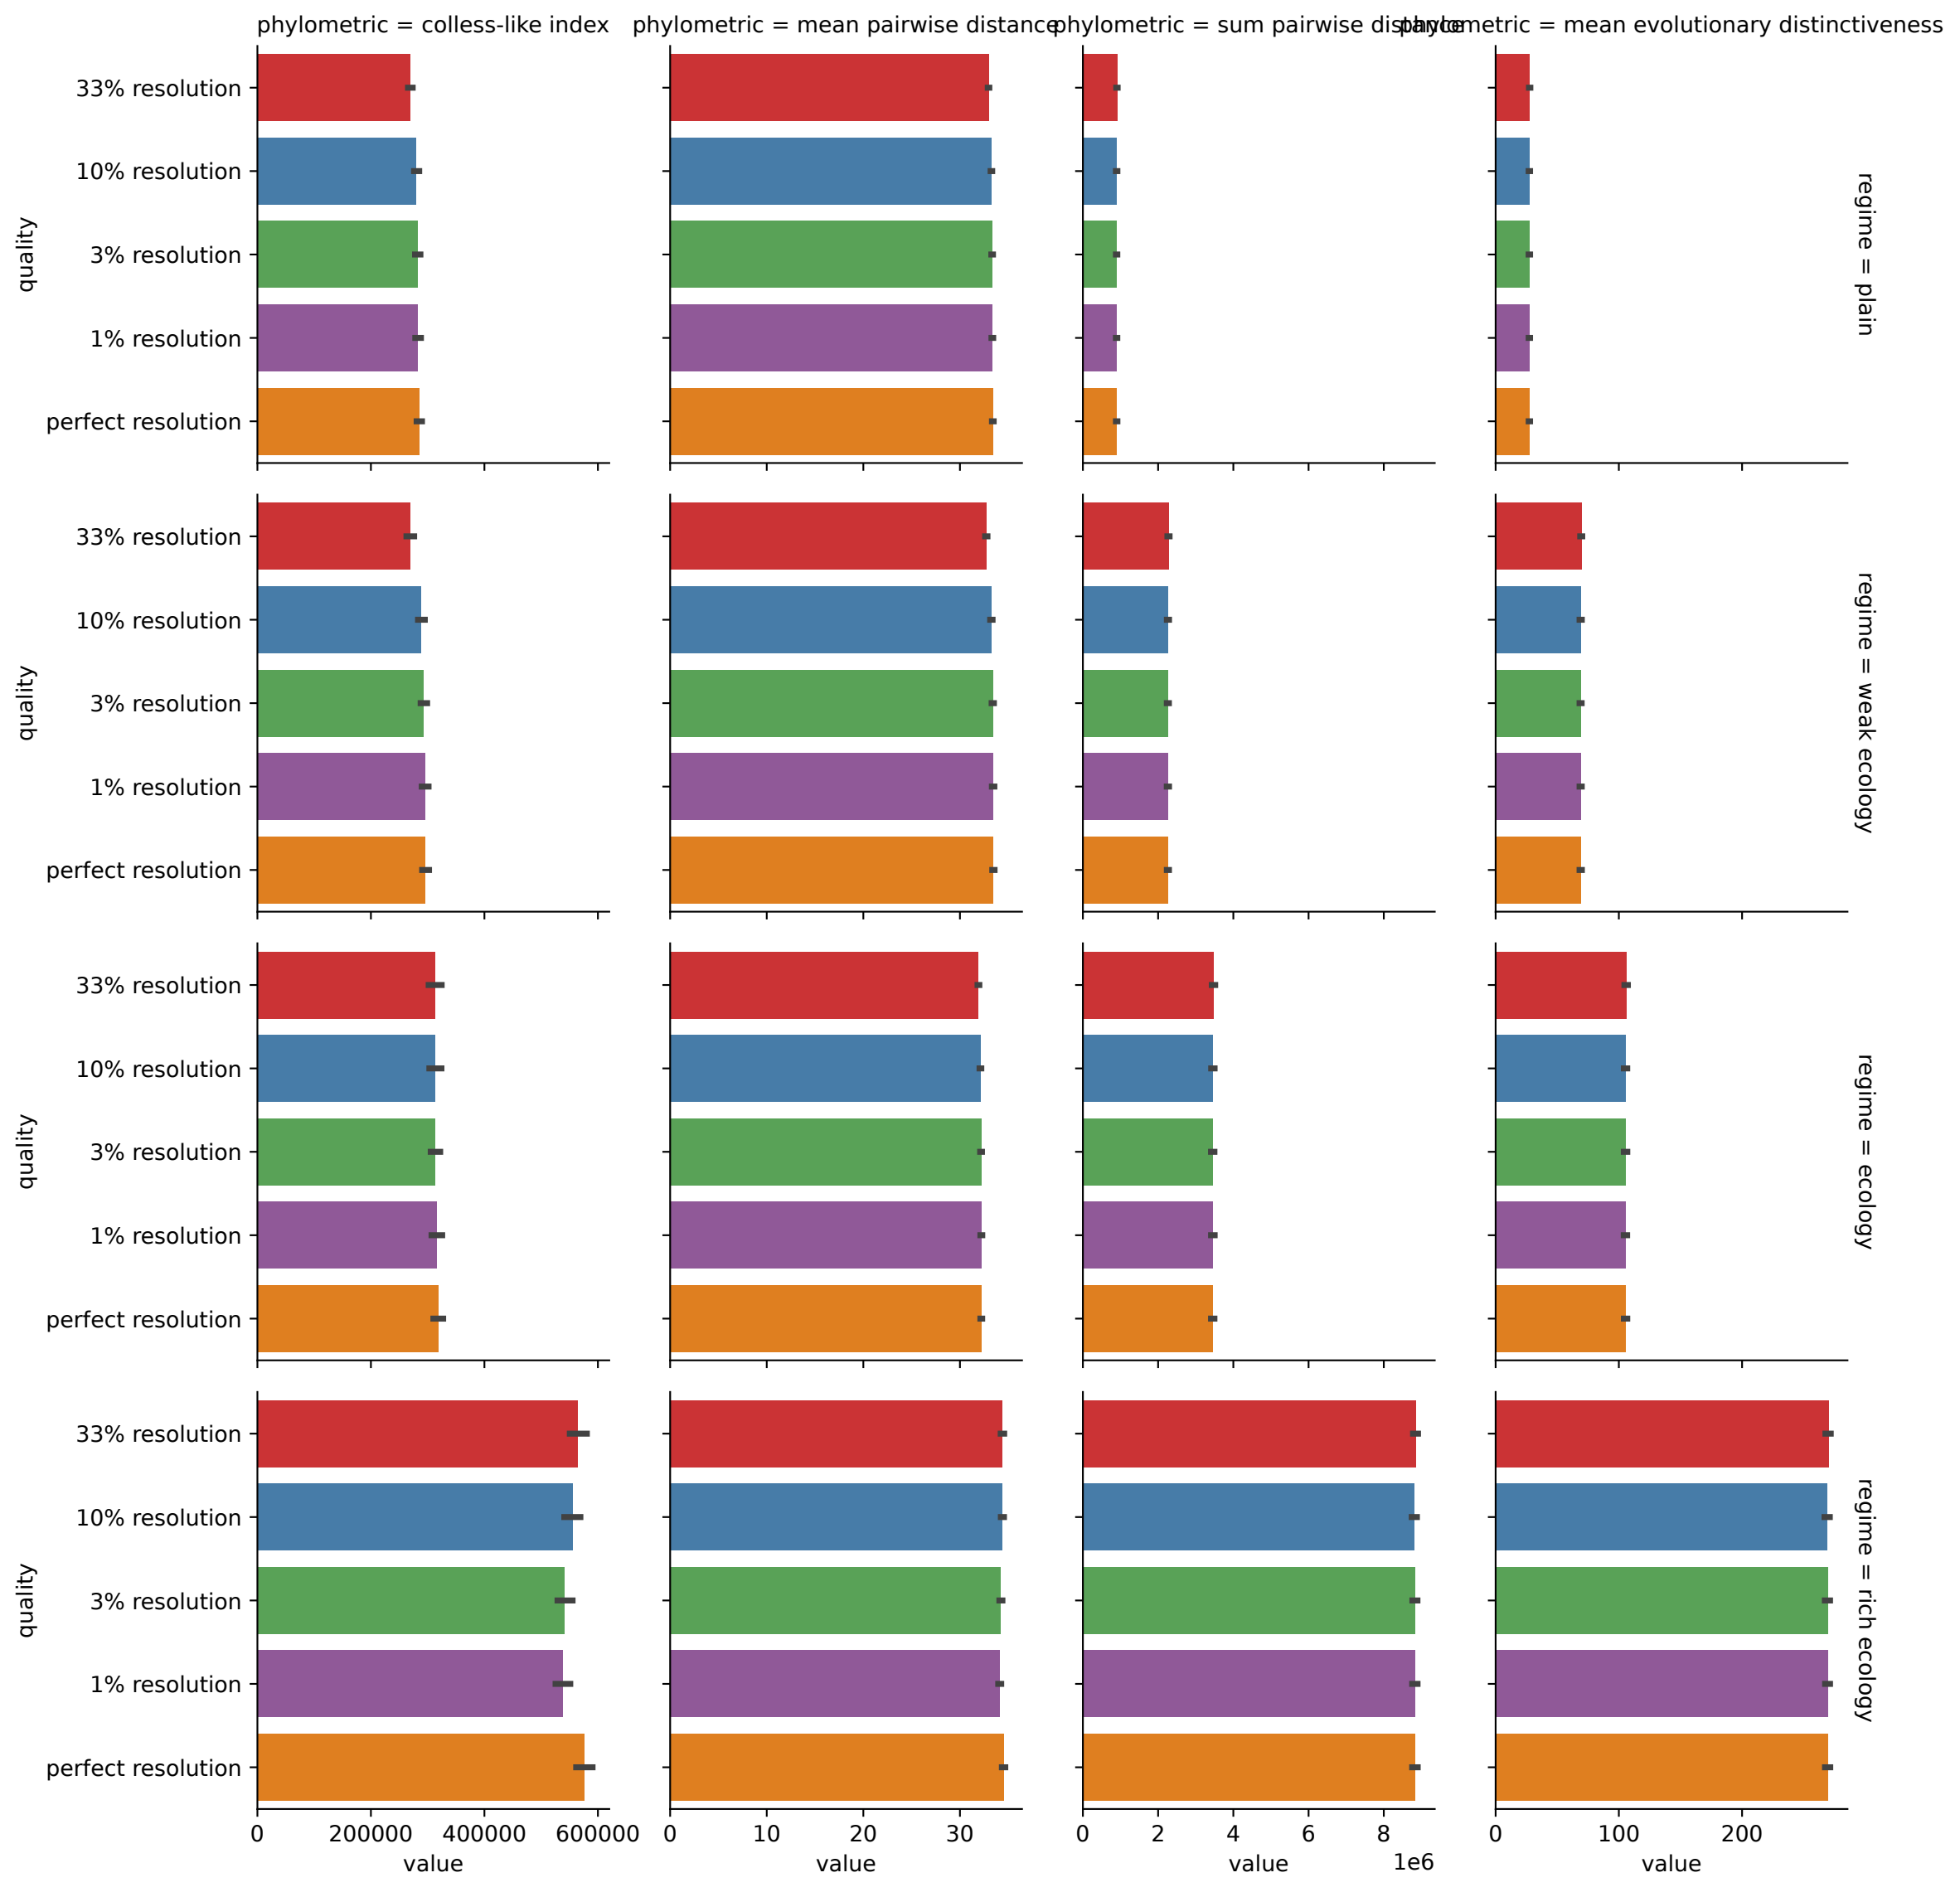 phylometric = colless-like index
phylometric = mean pairwise distance
phylometric = sum pairwise distance
phylometric = mean evolutionary distinctiveness
quality
33% resolution
10% resolution
3% resolution
1% resolution
perfect resolution
regime = plain
quality
33% resolution
10% resolution
3% resolution
1% resolution
perfect resolution
regime = weak ecology
quality
33% resolution
10% resolution
3% resolution
1% resolution
perfect resolution
regime = ecology
quality
33% resolution
10% resolution
3% resolution
1% resolution
perfect resolution
regime = rich ecology
0 200000 400000 600000
0 10 20 30
0 2 4 6 8
0 100 200
1e6
value
value
value
value